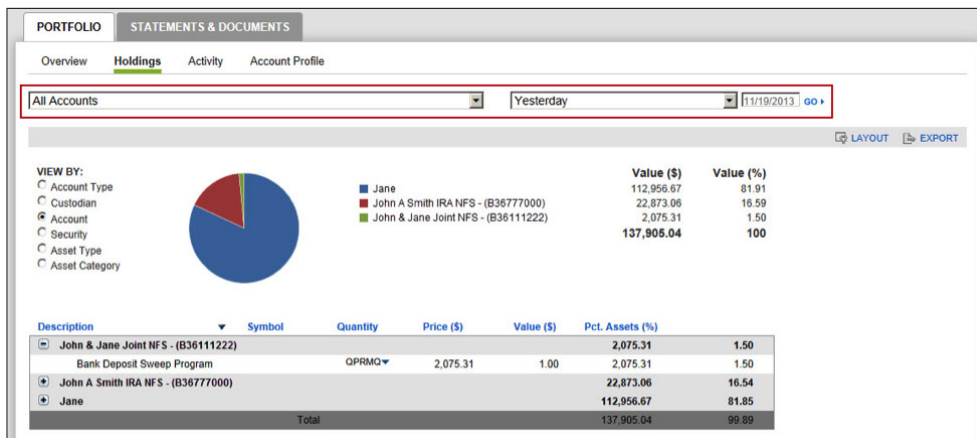 PORTFOLIO STATEMENTS & DOCUMENTS
Overview Holdings Activity Account Profile
All Accounts Yesterday 11/19/2013 GO
LAYOUT EXPORT
VIEW BY: Value ($) Value (%)
Account Type Jane 112,956.67 81.91
Custodian John A Smith IRA NFS - (B36777000) 22,873.06 16.59
Account John & Jane Joint NFS - (B36111222) 2,075.31 1.50
Security 137,905.04 100
Asset Type
Asset Category
Description Symbol Quantity Price ($) Value ($) Pct. Assets (%)
John & Jane Joint NFS - (B36111222) 2,075.31 1.50
Bank Deposit Sweep Program QPRMQ 2,075.31 1.00 2,075.31 1.50
John A Smith IRA NFS - (B36777000) 22,873.06 16.54
Jane 112,956.67 81.85
Total 137,905.04 99.89